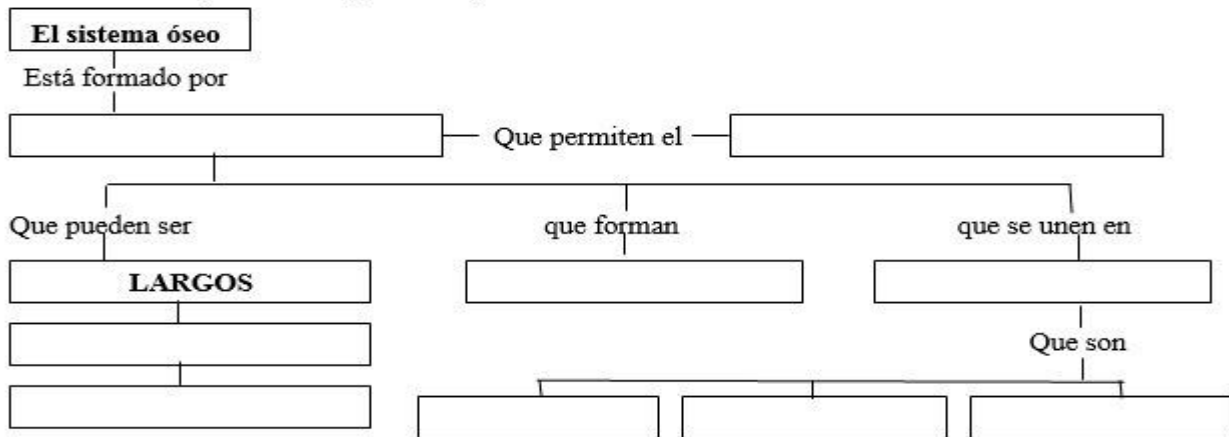 El sistema óseo
Está formado por
Que permiten el
Que pueden ser
que forman
que se unen en
LARGOS
Que son